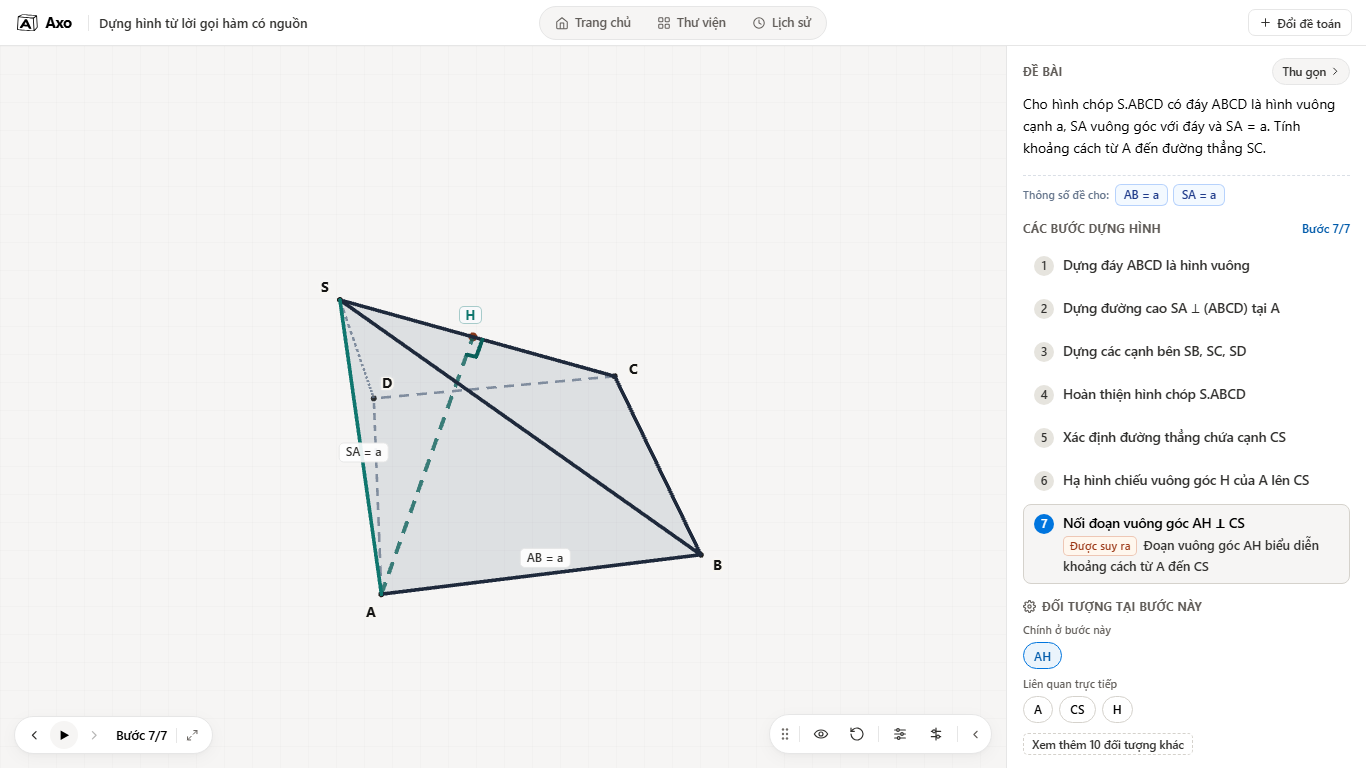 Axo
Dựng hình từ lời gọi hàm có nguồn
Trang chủ
Thư viện
Lịch sử
Đổi đề toán
ĐỀ BÀI
Thu gọn
Cho hình chóp S.ABCD có đáy ABCD là hình vuông
cạnh a, SA vuông góc với đáy và SA = a. Tính
khoảng cách từ A đến đường thẳng SC.
Thông số đề cho:
AB = a
SA = a
CÁC BƯỚC DỰNG HÌNH
Bước 7/7
1 Dựng đáy ABCD là hình vuông
2 Dựng đường cao SA ⊥ (ABCD) tại A
3 Dựng các cạnh bên SB, SC, SD
4 Hoàn thiện hình chóp S.ABCD
5 Xác định đường thẳng chứa cạnh CS
6 Hạ hình chiếu vuông góc H của A lên CS
7 Nối đoạn vuông góc AH ⊥ CS
Được suy ra Đoạn vuông góc AH biểu diễn
khoảng cách từ A đến CS
ĐỐI TƯỢNG TẠI BƯỚC NÀY
Chính ở bước này
AH
Liên quan trực tiếp
A
CS
H
Xem thêm 10 đối tượng khác
S
H
C
D
SA = a
AB = a
B
A
Bước 7/7